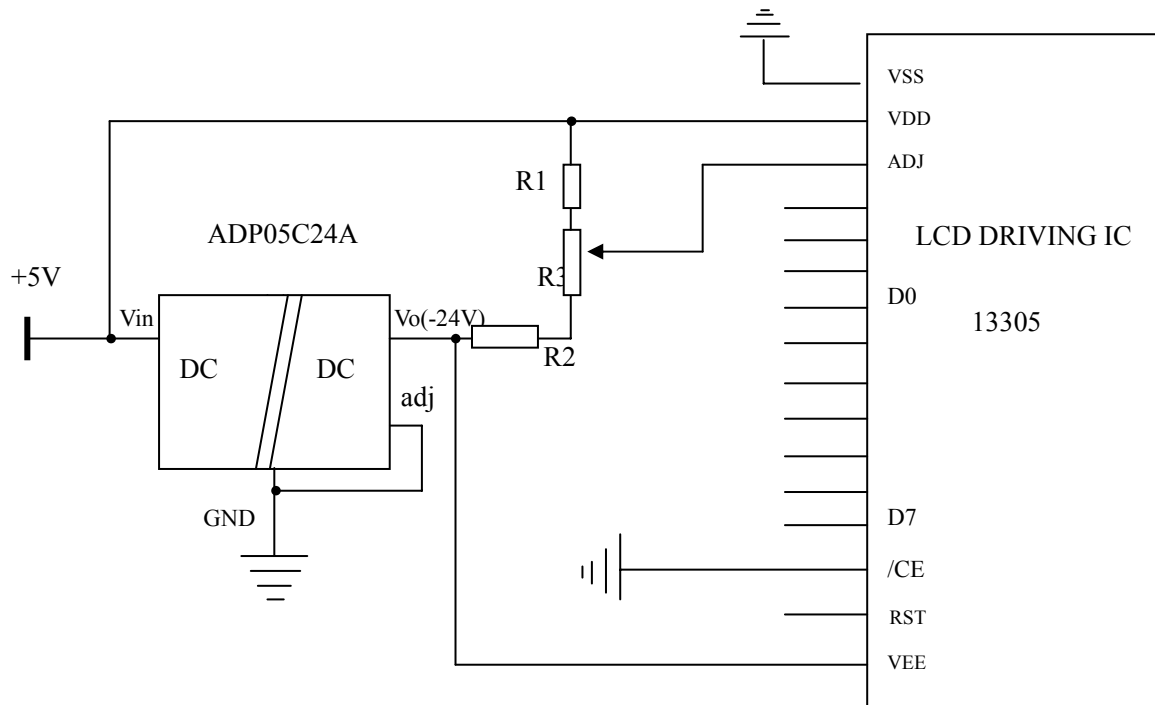 VSS
VDD
ADJ
R1
ADP05C24A
LCD DRIVING IC
+5V
R3
D0
Vin
Vo(-24V)
13305
DC
DC
R2
adj
GND
D7
/CE
RST
VEE